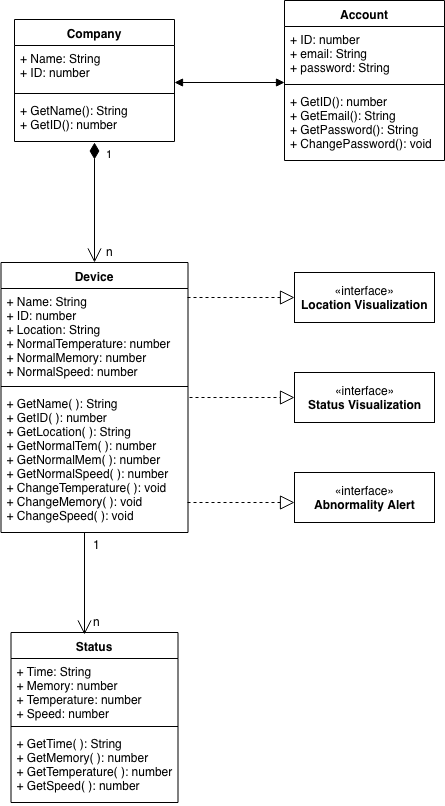 Company
+ Name: String
+ ID: number
+ GetName(): String
+ GetID(): number
Account
+ ID: number
+ email: String
+ password: String
+ GetID(): number
+ GetEmail(): String
+ GetPassword(): String
+ ChangePassword(): void
1
n
Device
+ Name: String
+ ID: number
+ Location: String
+ NormalTemperature: number
+ NormalMemory: number
+ NormalSpeed: number
+ GetName( ): String
+ GetID( ): number
+ GetLocation( ): String
+ GetNormalTem( ): number
+ GetNormalMem( ): number
+ GetNormalSpeed( ): number
+ ChangeTemperature( ): void
+ ChangeMemory( ): void
+ ChangeSpeed( ): void
«interface»
Location Visualization
«interface»
Status Visualization
«interface»
Abnormality Alert
1
n
Status
+ Time: String
+ Memory: number
+ Temperature: number
+ Speed: number
+ GetTime( ): String
+ GetMemory( ): number
+ GetTemperature( ): number
+ GetSpeed( ): number